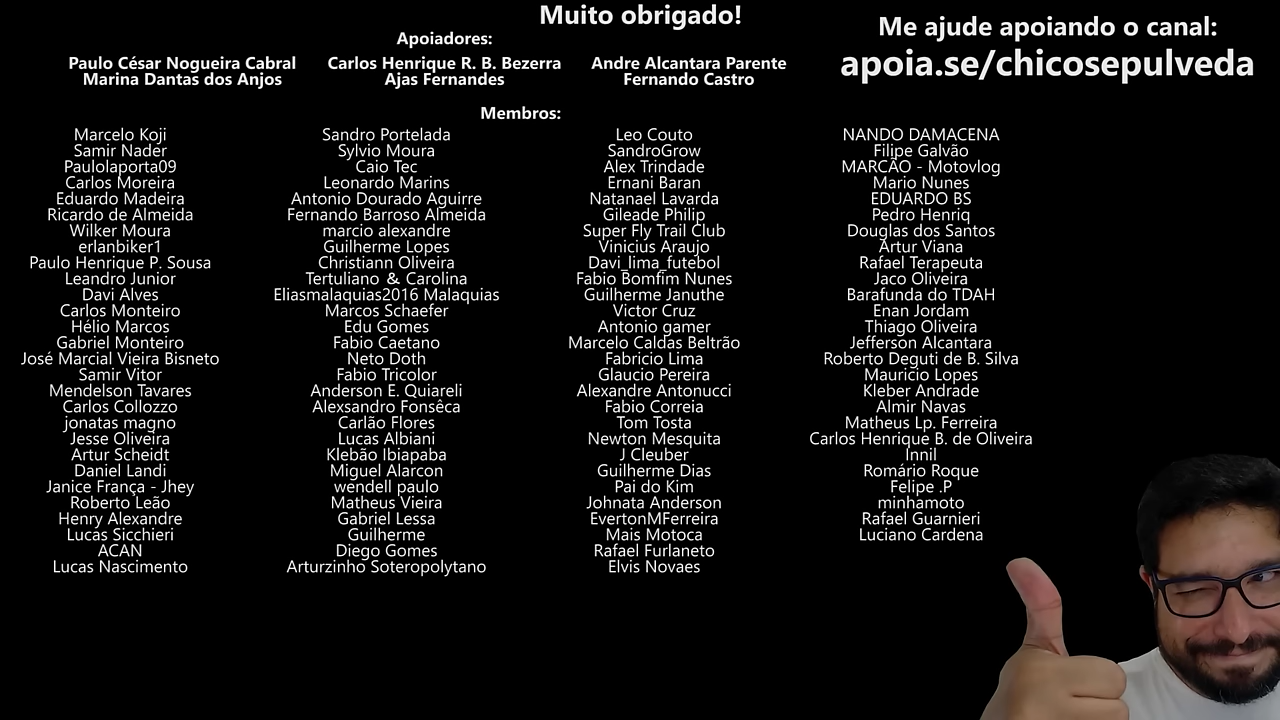 Muito obrigado!
Me ajude apoiando o canal:
apoia.se/chicosepulveda
Apoiadores:
Paulo César Nogueira Cabral
Marina Dantas dos Anjos
Carlos Henrique R. B. Bezerra
Ajas Fernandes
Andre Alcantara Parente
Fernando Castro
Membros:
Marcelo Koji
Samir Nader
Paulolaporta09
Carlos Moreira
Eduardo Madeira
Ricardo de Almeida
Wilker Moura
erlanbiker1
Paulo Henrique P. Sousa
Leandro Junior
Davi Alves
Carlos Monteiro
Hélio Marcos
Gabriel Monteiro
José Marcial Vieira Bisneto
Samir Vitor
Mendelson Tavares
Carlos Collozzo
jonatas magno
Jesse Oliveira
Artur Scheidt
Daniel Landi
Janice França - Jhey
Roberto Leão
Henry Alexandre
Lucas Sicchieri
ACAN
Lucas Nascimento
Sandro Portelada
Sylvio Moura
Caio Tec
Leonardo Marins
Antonio Dourado Aguirre
Fernando Barroso Almeida
marcio alexandre
Guilherme Lopes
Christiann Oliveira
Tertuliano & Carolina
Eliasmalaquias2016 Malaquias
Marcos Schaefer
Edu Gomes
Fabio Caetano
Neto Doth
Fabio Tricolor
Anderson E. Quiareli
Alexsandro Fonsêca
Carlão Flores
Lucas Albiani
Klebão Ibiapaba
Miguel Alarcon
wendell paulo
Matheus Vieira
Gabriel Lessa
Guilherme
Diego Gomes
Arturzinho Soteropolytano
Leo Couto
SandroGrow
Alex Trindade
Ernani Baran
Natanael Lavarda
Gileade Philip
Super Fly Trail Club
Vinicius Araujo
Davi_lima_futebol
Fabio Bomfim Nunes
Guilherme Januthe
Victor Cruz
Antonio gamer
Marcelo Caldas Beltrão
Fabricio Lima
Glaucio Pereira
Alexandre Antonucci
Fabio Correia
Tom Tosta
Newton Mesquita
J Cleuber
Guilherme Dias
Pai do Kim
Johnata Anderson
EvertonMFerreira
Mais Motoca
Rafael Furlaneto
Elvis Novaes
NANDO DAMACENA
Filipe Galvão
MARCÃO - Motovlog
Mario Nunes
EDUARDO BS
Pedro Henriq
Douglas dos Santos
Artur Viana
Rafael Terapeuta
Jaco Oliveira
Barafunda do TDAH
Enan Jordam
Thiago Oliveira
Jefferson Alcantara
Roberto Deguti de B. Silva
Mauricio Lopes
Kleber Andrade
Almir Navas
Matheus Lp. Ferreira
Carlos Henrique B. de Oliveira
Innil
Romário Roque
Felipe .P
minhamoto
Rafael Guarnieri
Luciano Cardena